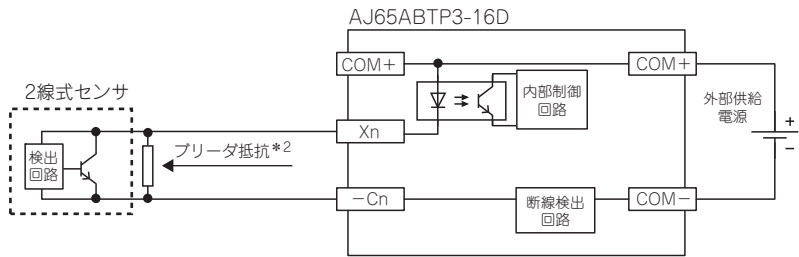 AJ65ABTP3-16D
COM+
COM+
2線式センサ
内部制御
回路
外部供給
電源
+
−
Xn
検出
回路
ブリーダ抵抗*2
−Cn
断線検出
回路
COM−